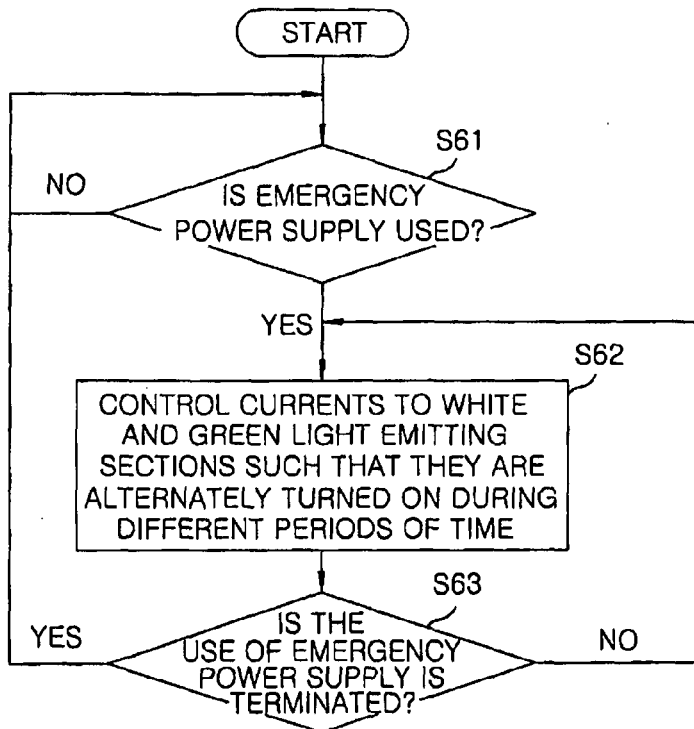 START
S61
NO
IS EMERGENCY
POWER SUPPLY USED?
YES
S62
CONTROL CURRENTS TO WHITE
AND GREEN LIGHT EMITTING
SECTIONS SUCH THAT THEY ARE
ALTERNATELY TURNED ON DURING
DIFFERENT PERIODS OF TIME
S63
YES
IS THE
USE OF EMERGENCY
POWER SUPPLY IS
TERMINATED?
NO